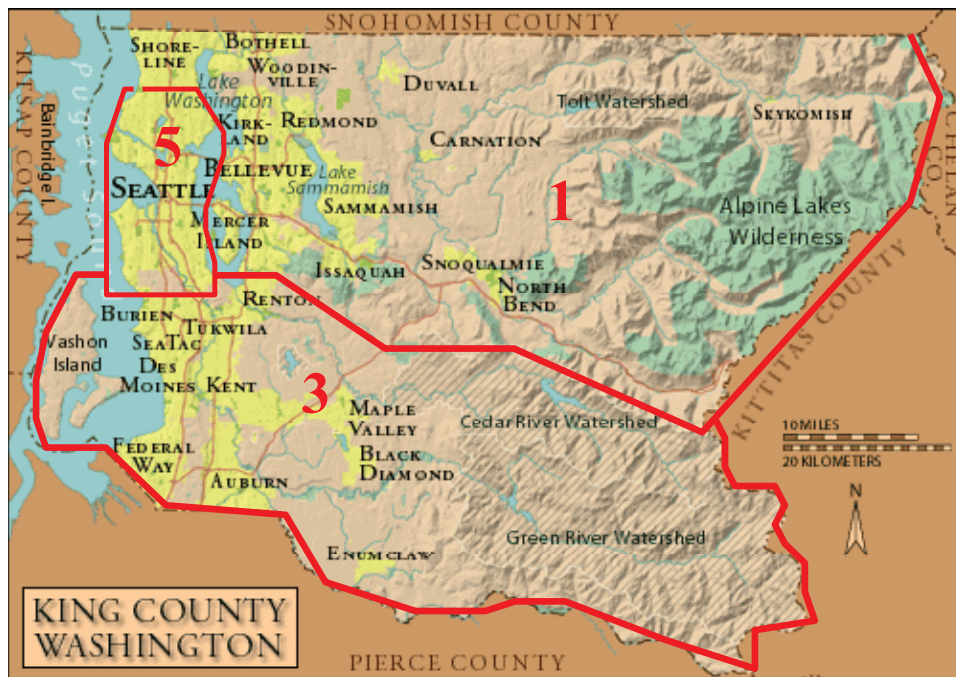 SNOHOMISH COUNTY
KITSAP COUNTY
Bainbridge I.
puget sound
SHORE-
LINE
BOTHELL
WOODIN-
VILLE
Lake
Washington
KIRK-
LAND
REDMOND
DUVALL
Tolt Watershed
SKYKOMISH
CHELAN
CO.
CARNATION
5
SEATTLE
BELLEVUE
Lake
Sammamish
SAMMAMISH
1
Alpine Lakes
Wilderness
MERCER
ISLAND
ISSAQUAH
SNOQUALMIE
NORTH
BEND
KITTITAS COUNTY
RENTON
BURIEN
TUKWILA
Vashon
Island
SEATAC
DES
MOINES
KENT
3
MAPLE
VALLEY
Cedar River Watershed
BLACK
DIAMOND
FEDERAL
WAY
AUBURN
10 MILES
20 KILOMETERS
N
Green River Watershed
ENUMCLAW
KING COUNTY
WASHINGTON
PIERCE COUNTY